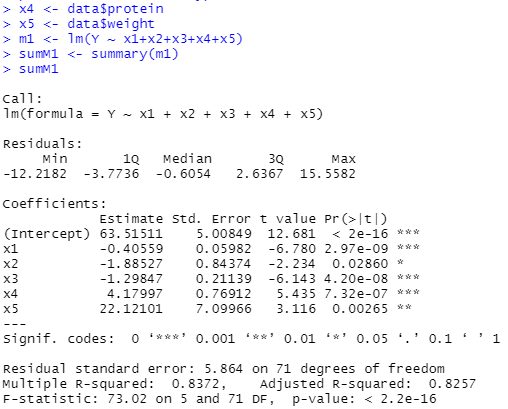 > x4 <- data$protein
> x5 <- data$weight
> m1 <- lm(Y ~ x1+x2+x3+x4+x5)
> sumM1 <- summary(m1)
> sumM1

Call:
lm(formula = Y ~ x1 + x2 + x3 + x4 + x5)

Residuals:
     Min       1Q   Median       3Q      Max
-12.2182  -3.7736  -0.6054   2.6367  15.5582

Coefficients:
            Estimate Std. Error t value Pr(>|t|)
(Intercept) 63.51511    5.00849  12.681  < 2e-16 ***
x1          -0.40559    0.05982  -6.780 2.97e-09 ***
x2          -1.88527    0.84374  -2.234  0.02860 *
x3          -1.29847    0.21139  -6.143 4.20e-08 ***
x4           4.17997    0.76912   5.435 7.32e-07 ***
x5          22.12101    7.09966   3.116  0.00265 **
---
Signif. codes:  0 ‘***’ 0.001 ‘**’ 0.01 ‘*’ 0.05 ‘.’ 0.1 ‘ ’ 1

Residual standard error: 5.864 on 71 degrees of freedom
Multiple R-squared:  0.8372,    Adjusted R-squared:  0.8257
F-statistic: 73.02 on 5 and 71 DF,  p-value: < 2.2e-16